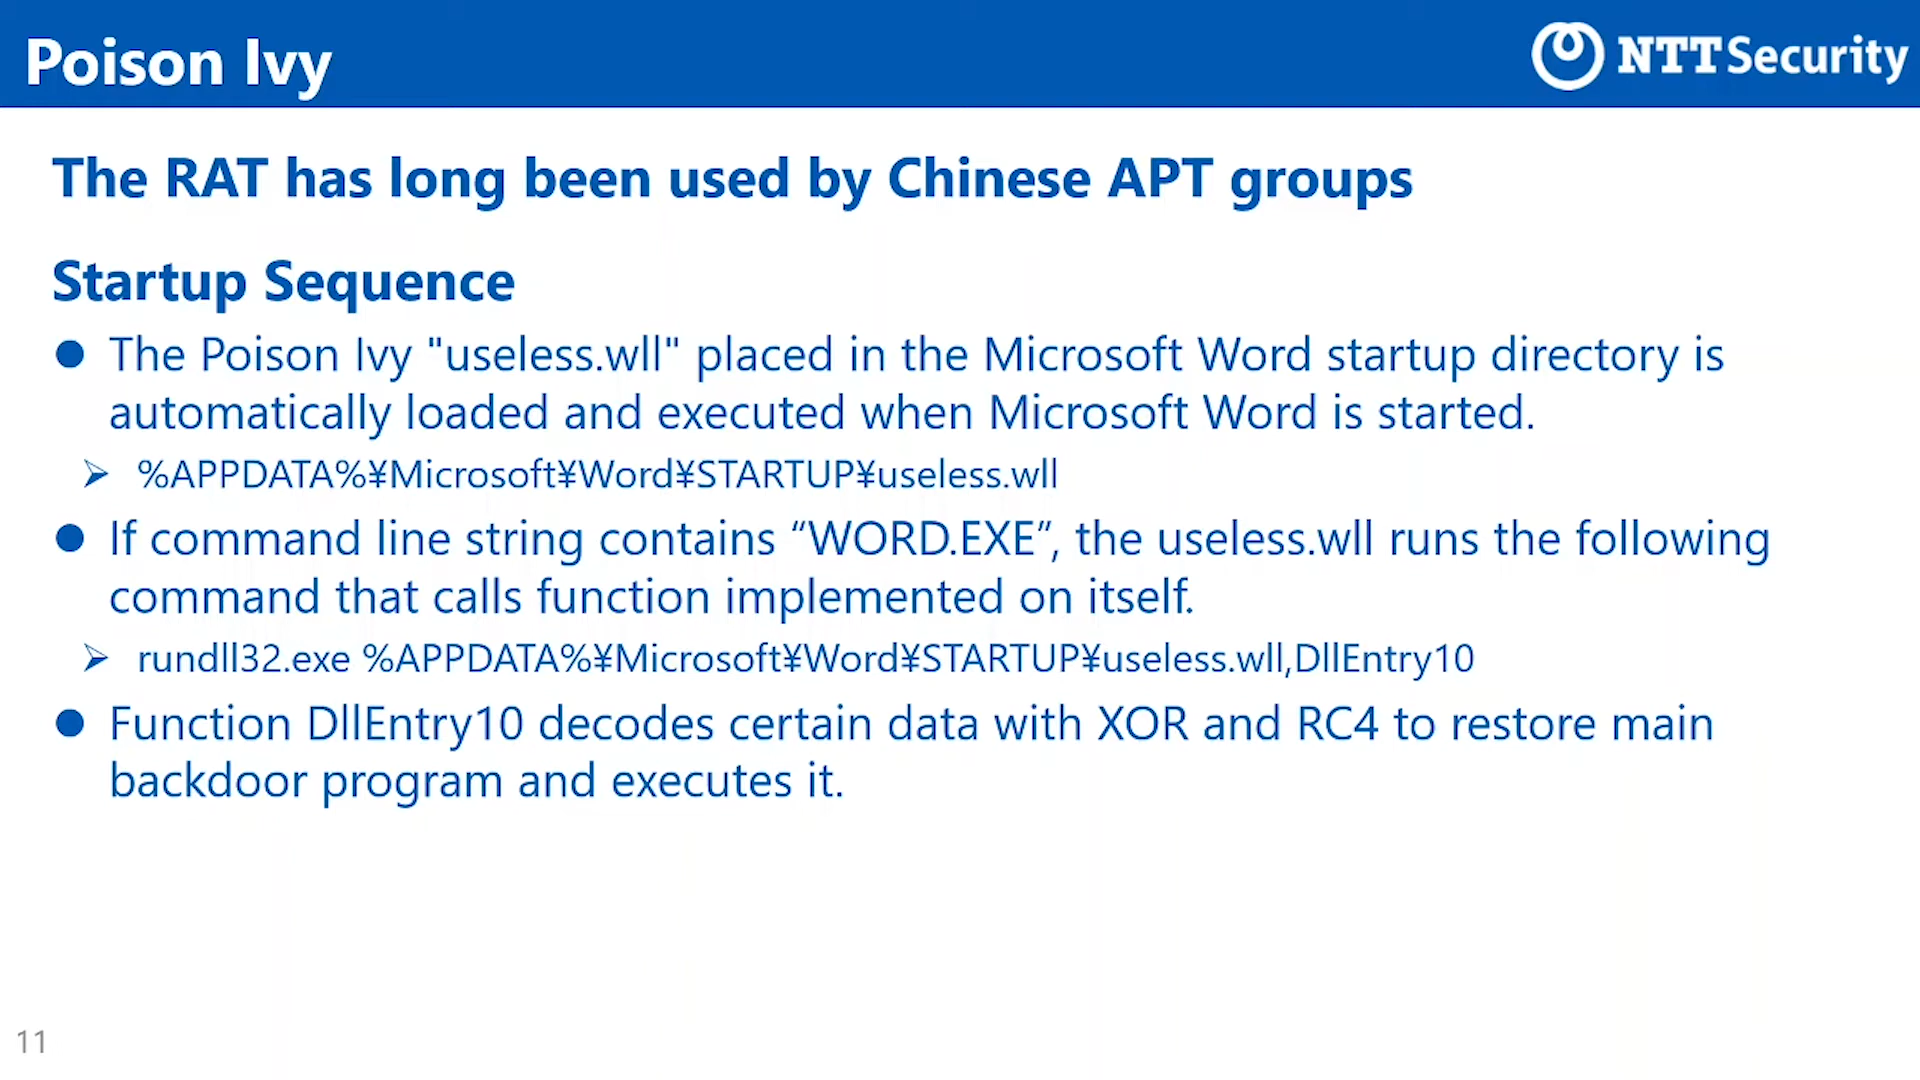 Poison Ivy
NTT Security
The RAT has long been used by Chinese APT groups
Startup Sequence
● The Poison Ivy "useless.wll" placed in the Microsoft Word startup directory is
automatically loaded and executed when Microsoft Word is started.
➢ %APPDATA%¥Microsoft¥Word¥STARTUP¥useless.wll
● If command line string contains “WORD.EXE”, the useless.wll runs the following
command that calls function implemented on itself.
➢ rundll32.exe %APPDATA%¥Microsoft¥Word¥STARTUP¥useless.wll,DllEntry10
● Function DllEntry10 decodes certain data with XOR and RC4 to restore main
backdoor program and executes it.
11